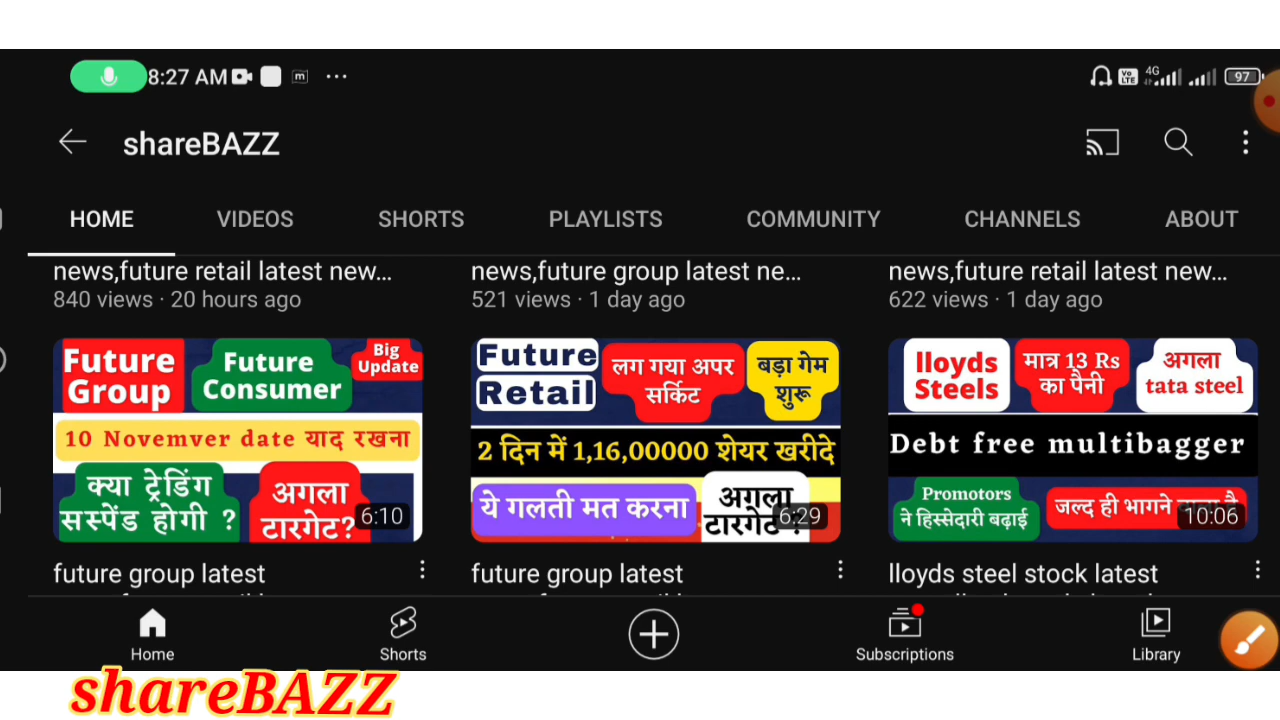 8:27 AM m ...
Vo LTE 4G 97
shareBAZZ
HOME VIDEOS SHORTS PLAYLISTS COMMUNITY CHANNELS ABOUT
news,future retail latest new...
840 views · 20 hours ago
news,future group latest ne...
521 views · 1 day ago
news,future retail latest new...
622 views · 1 day ago
Future
Group
Future
Consumer
Big
Update
10 Novemver date याद रखना
क्या ट्रेडिंग
सस्पेंड होगी ?
अगला
टारगेट?
6:10
future group latest
Future
Retail
लग गया अपर
सर्किट
बड़ा गेम
शुरू
2 दिन में 1,16,00000 शेयर खरीदे
ये गलती मत करना
अगला
टारगेट ?
6:29
future group latest
lloyds
Steels
मात्र 13 Rs
का पैनी
अगला
tata steel
Debt free multibagger
Promotors
ने हिस्सेदारी बढ़ाई
जल्द ही भागने
10:06
lloyds steel stock latest
Home Shorts Subscriptions Library
shareBAZZ